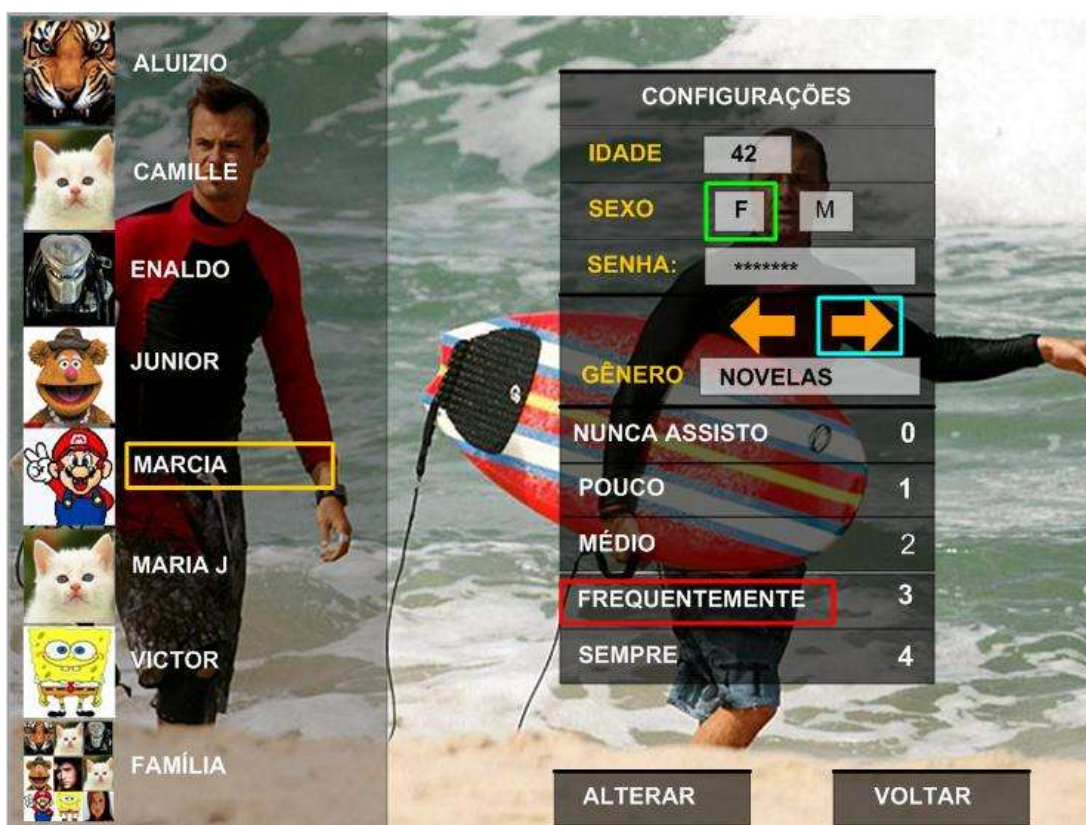 ALUIZIO
CAMILLE
ENALDO
JUNIOR
MARCIA
MARIA J
VICTOR
FAMÍLIA
CONFIGURAÇÕES
IDADE 42
SEXO F M
SENHA: *******
GÊNERO NOVELAS
NUNCA ASSISTO 0
POUCO 1
MÉDIO 2
FREQUENTEMENTE 3
SEMPRE 4
ALTERAR VOLTAR